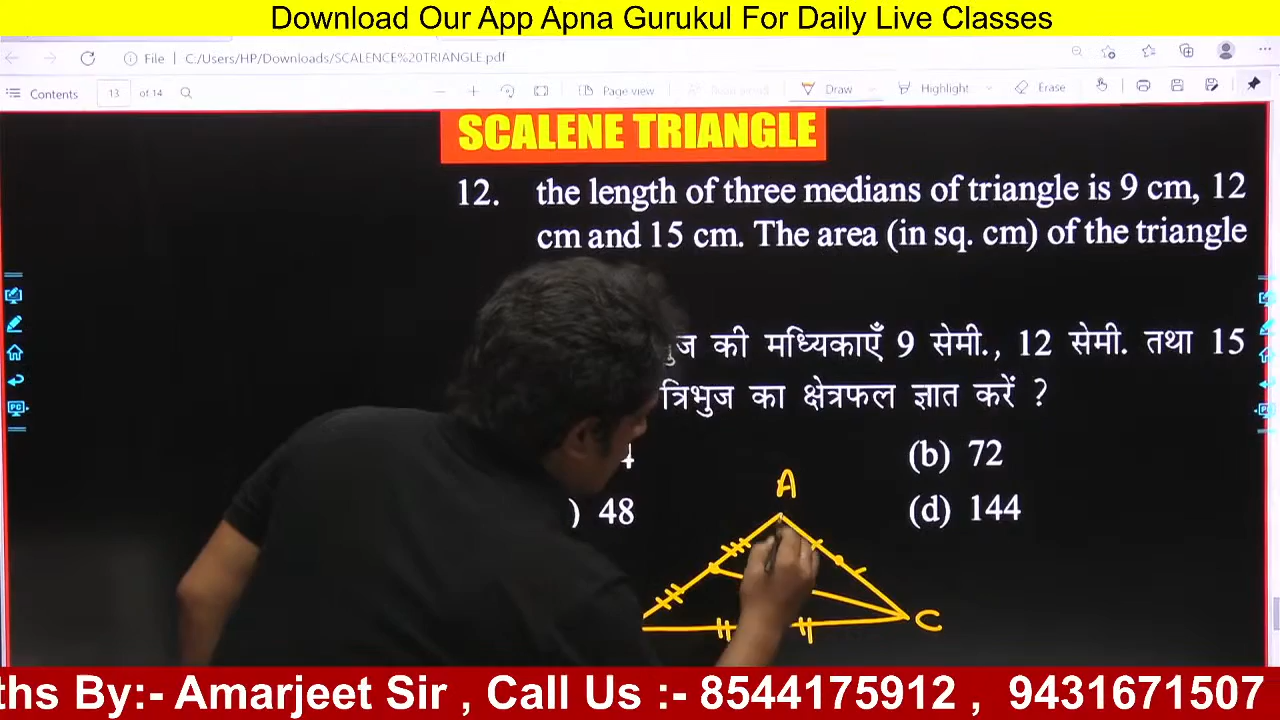 Download Our App Apna Gurukul For Daily Live Classes
File C:/Users/HP/Downloads/SCALENCE%20TRIANGLE.pdf
Contents 13 of 14 Page view Draw Highlight Erase
SCALENE TRIANGLE
12. the length of three medians of triangle is 9 cm, 12
cm and 15 cm. The area (in sq. cm) of the triangle
की मध्यिकाएँ 9 सेमी., 12 सेमी. तथा 15
त्रिभुज का क्षेत्रफल ज्ञात करें ?
(b) 72
) 48 (d) 144
A
C
ths By:- Amarjeet Sir , Call Us :- 8544175912 , 9431671507